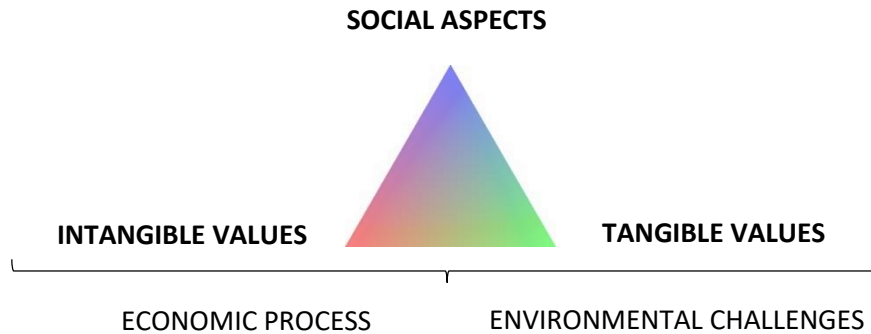 SOCIAL ASPECTS
INTANGIBLE VALUES
TANGIBLE VALUES
ECONOMIC PROCESS
ENVIRONMENTAL CHALLENGES